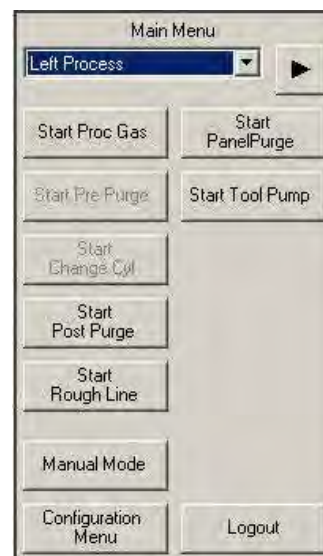 Main Menu
Left Process
Start Proc Gas
Start
PanelPurge
Start Pre Purge
Start Tool Pump
Start
Change Cyl
Start
Post Purge
Start
Rough Line
Manual Mode
Configuration
Menu
Logout